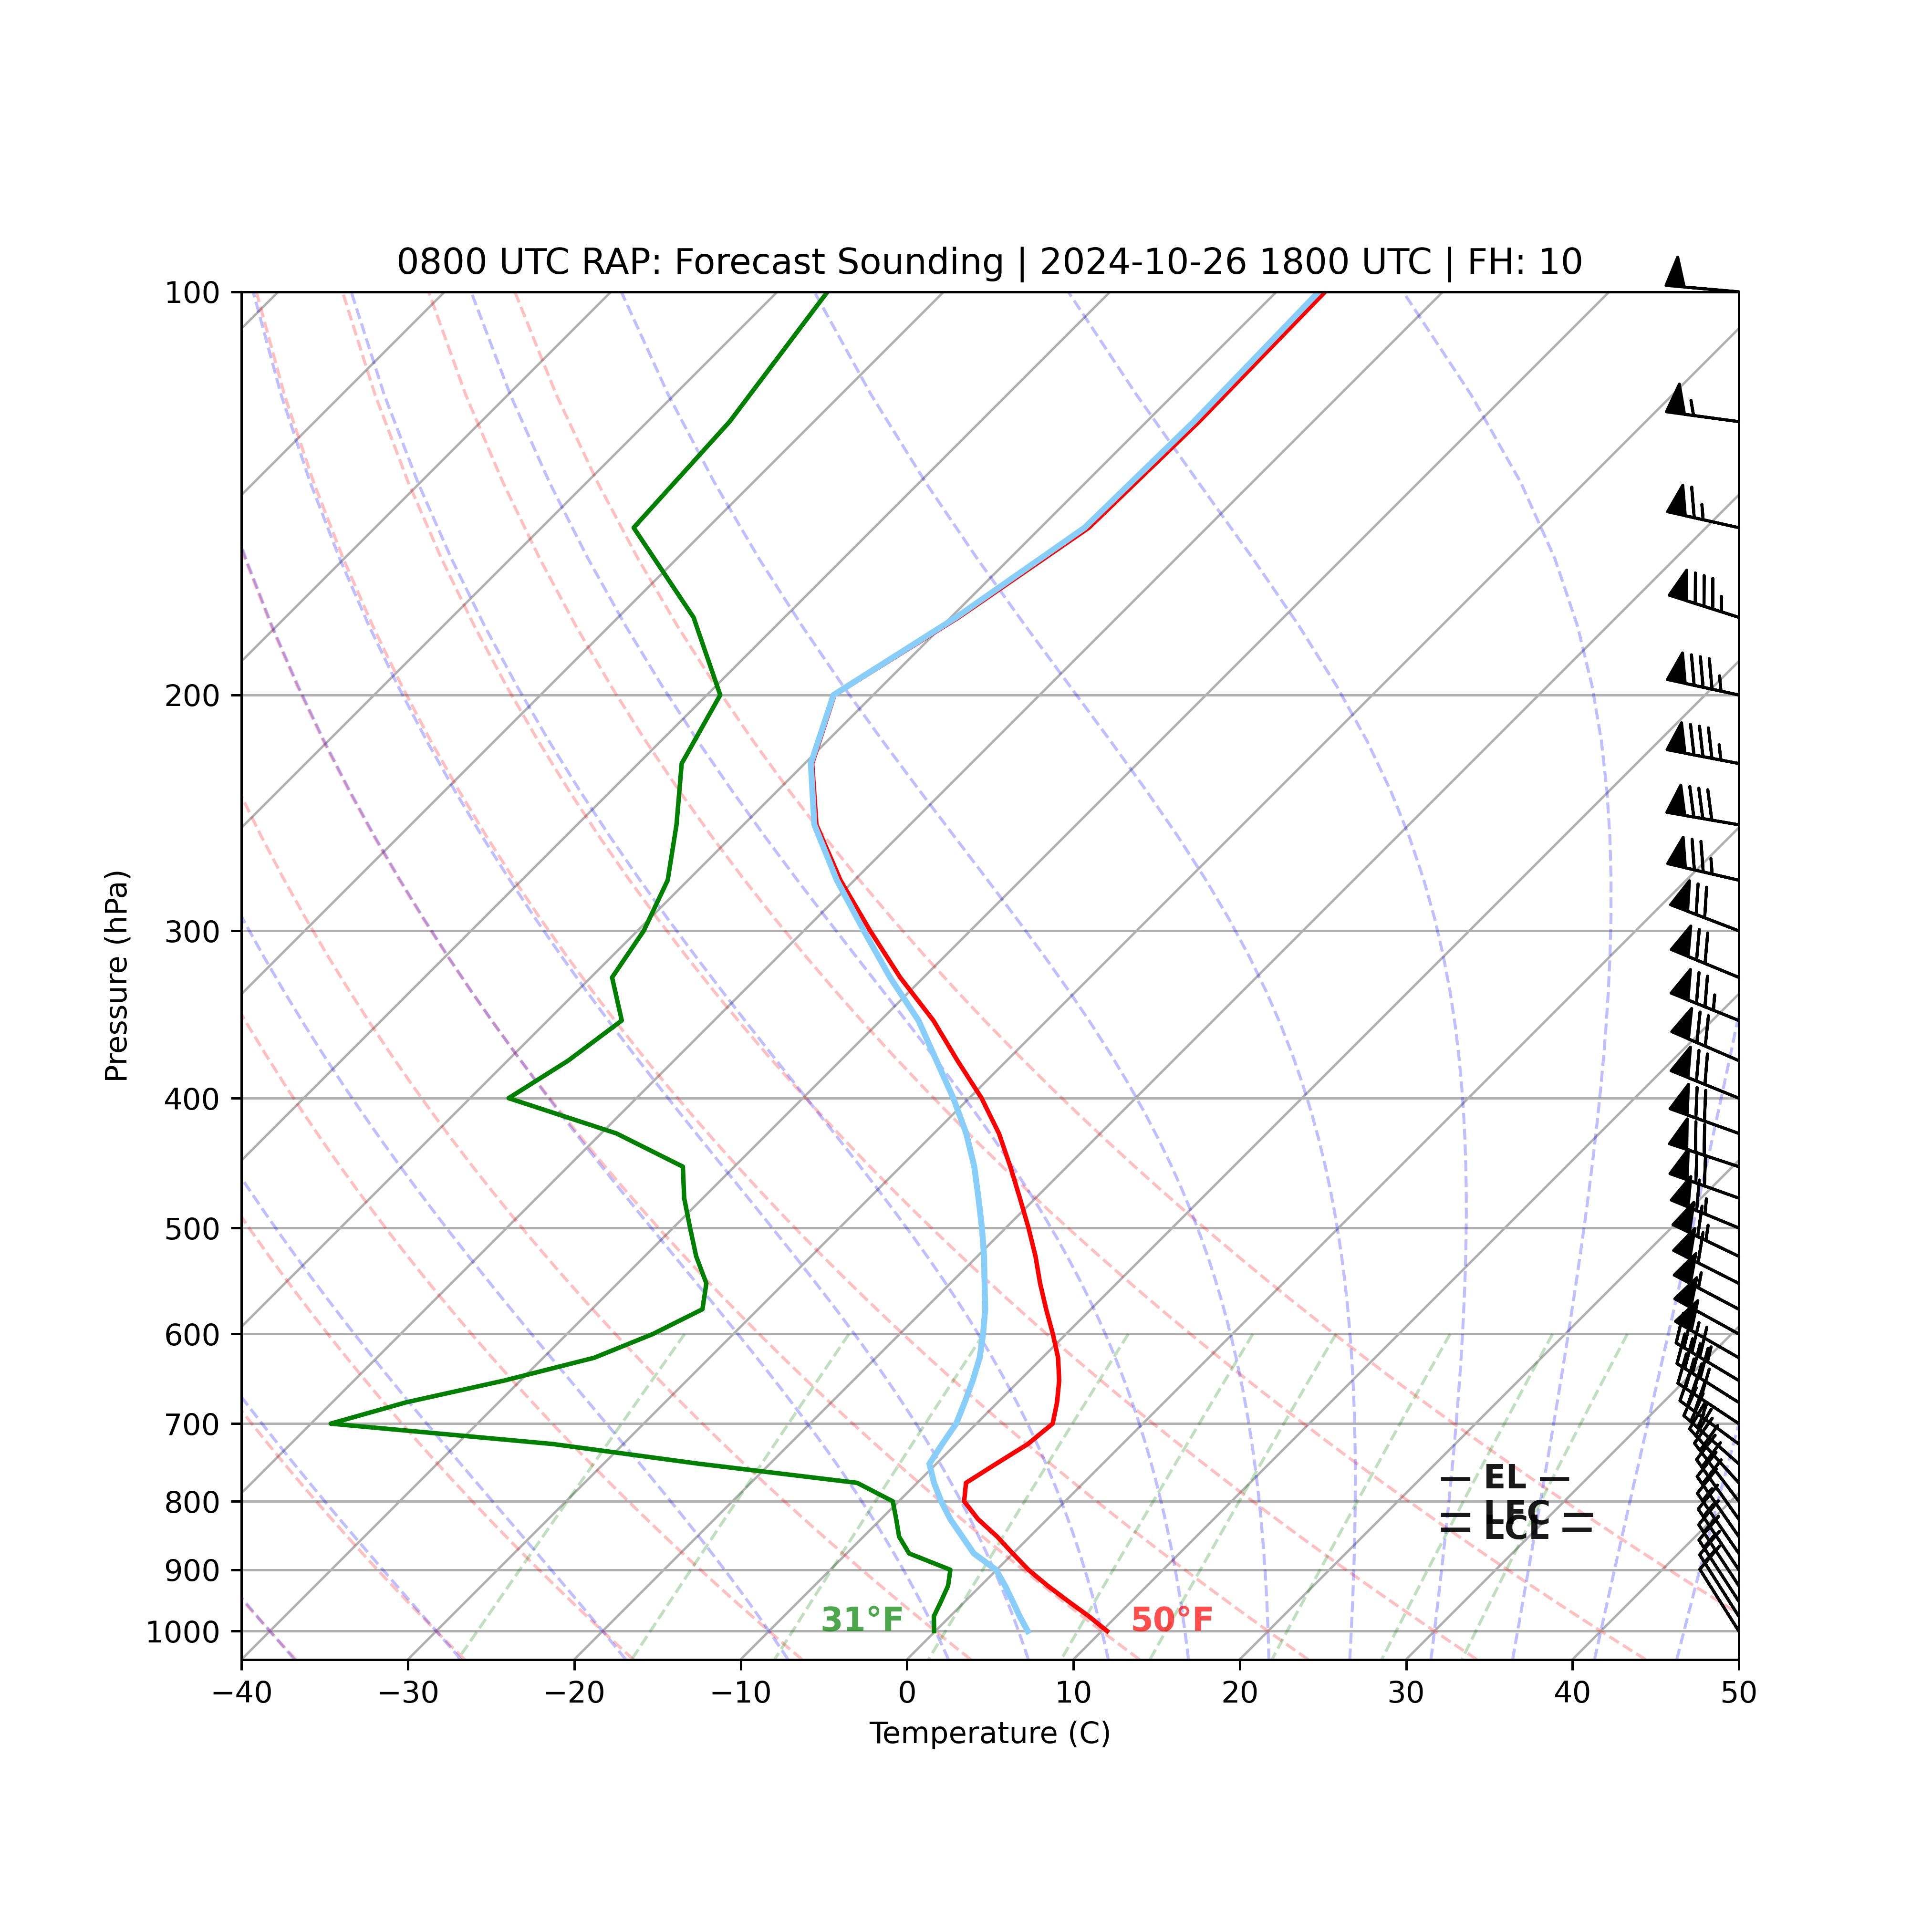 0800 UTC RAP: Forecast Sounding | 2024-10-26 1800 UTC | FH: 10
100
200
300
400
500
600
700
800
900
1000
Pressure (hPa)
— EL —
— LFC —
— LCL —
31°F
50°F
−40 −30 −20 −10 0 10 20 30 40 50
Temperature (C)